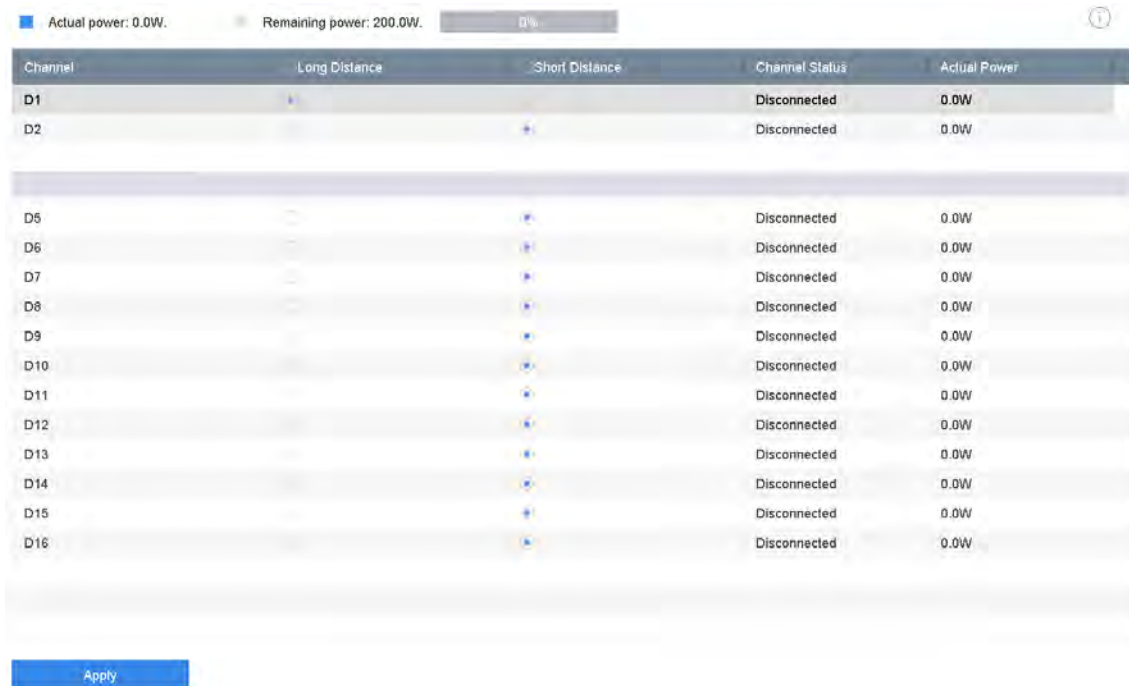 Actual power: 0.0W. Remaining power: 200.0W. 0%
Channel Long Distance Short Distance Channel Status Actual Power
D1 Disconnected 0.0W
D2 Disconnected 0.0W
D5 Disconnected 0.0W
D6 Disconnected 0.0W
D7 Disconnected 0.0W
D8 Disconnected 0.0W
D9 Disconnected 0.0W
D10 Disconnected 0.0W
D11 Disconnected 0.0W
D12 Disconnected 0.0W
D13 Disconnected 0.0W
D14 Disconnected 0.0W
D15 Disconnected 0.0W
D16 Disconnected 0.0W
Apply